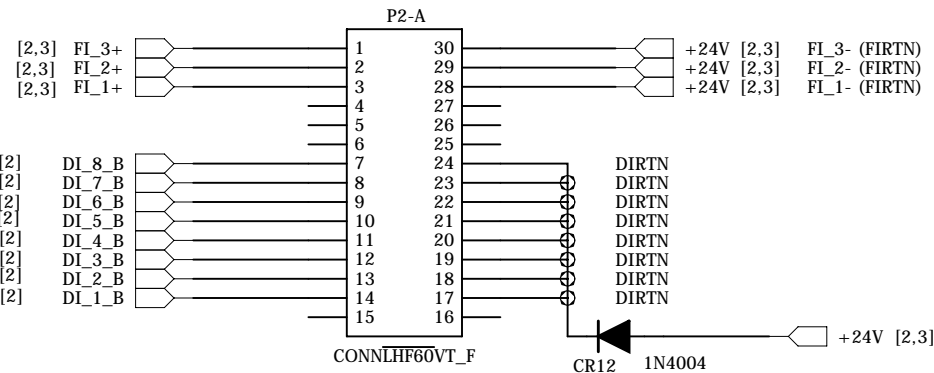 P2-A
[2,3] FI_3+ 1 30 +24V [2,3] FI_3- (FIRTN)
[2,3] FI_2+ 2 29 +24V [2,3] FI_2- (FIRTN)
[2,3] FI_1+ 3 28 +24V [2,3] FI_1- (FIRTN)
4 27
5 26
6 25
[2] DI_8_B 7 24 DIRTN
[2] DI_7_B 8 23 DIRTN
[2] DI_6_B 9 22 DIRTN
[2] DI_5_B 10 21 DIRTN
[2] DI_4_B 11 20 DIRTN
[2] DI_3_B 12 19 DIRTN
[2] DI_2_B 13 18 DIRTN
[2] DI_1_B 14 17 DIRTN
15 16
+24V [2,3]
CONNLHF60VT_F
CR12 1N4004